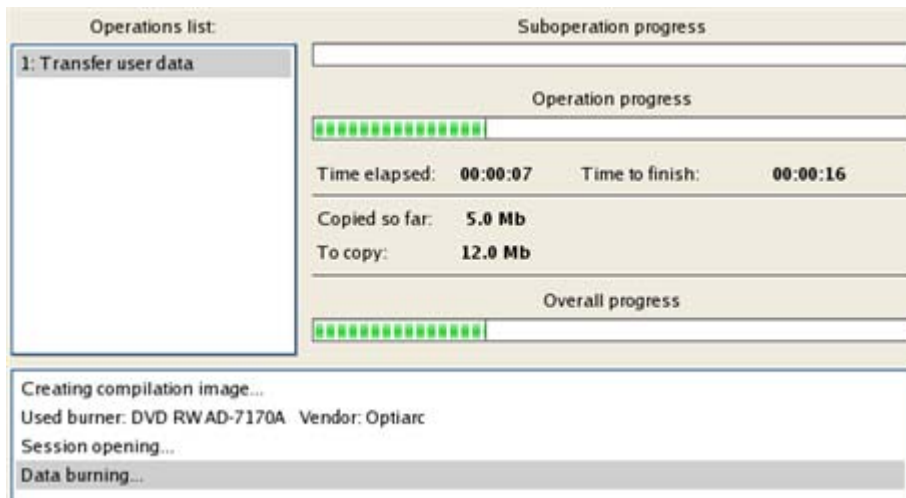 Operations list:
1: Transfer user data
Suboperation progress
Operation progress
Time elapsed: 00:00:07 Time to finish: 00:00:16
Copied so far: 5.0 Mb
To copy: 12.0 Mb
Overall progress
Creating compilation image...
Used burner: DVD RW AD-7170A Vendor: Optiarc
Session opening...
Data burning...